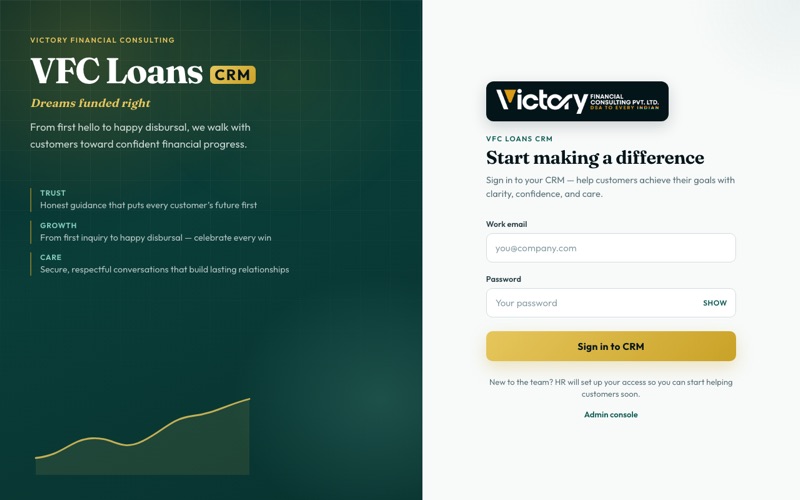 VICTORY FINANCIAL CONSULTING
VFC Loans CRM
Dreams funded right
From first hello to happy disbursal, we walk with
customers toward confident financial progress.
TRUST
Honest guidance that puts every customer's future first
GROWTH
From first inquiry to happy disbursal — celebrate every win
CARE
Secure, respectful conversations that build lasting relationships
Victory FINANCIAL
CONSULTING PVT. LTD.
DSA TO EVERY INDIAN
VFC LOANS CRM
Start making a difference
Sign in to your CRM — help customers achieve their goals with
clarity, confidence, and care.
Work email
you@company.com
Password
Your password
SHOW
Sign in to CRM
New to the team? HR will set up your access so you can start helping
customers soon.
Admin console